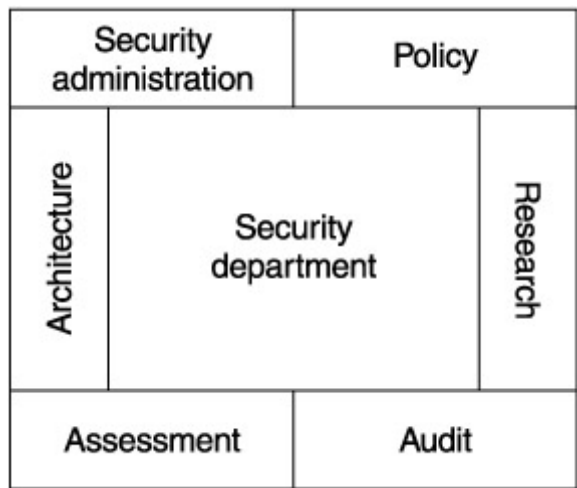 Security
administration
Policy
Architecture
Security
department
Research
Assessment
Audit